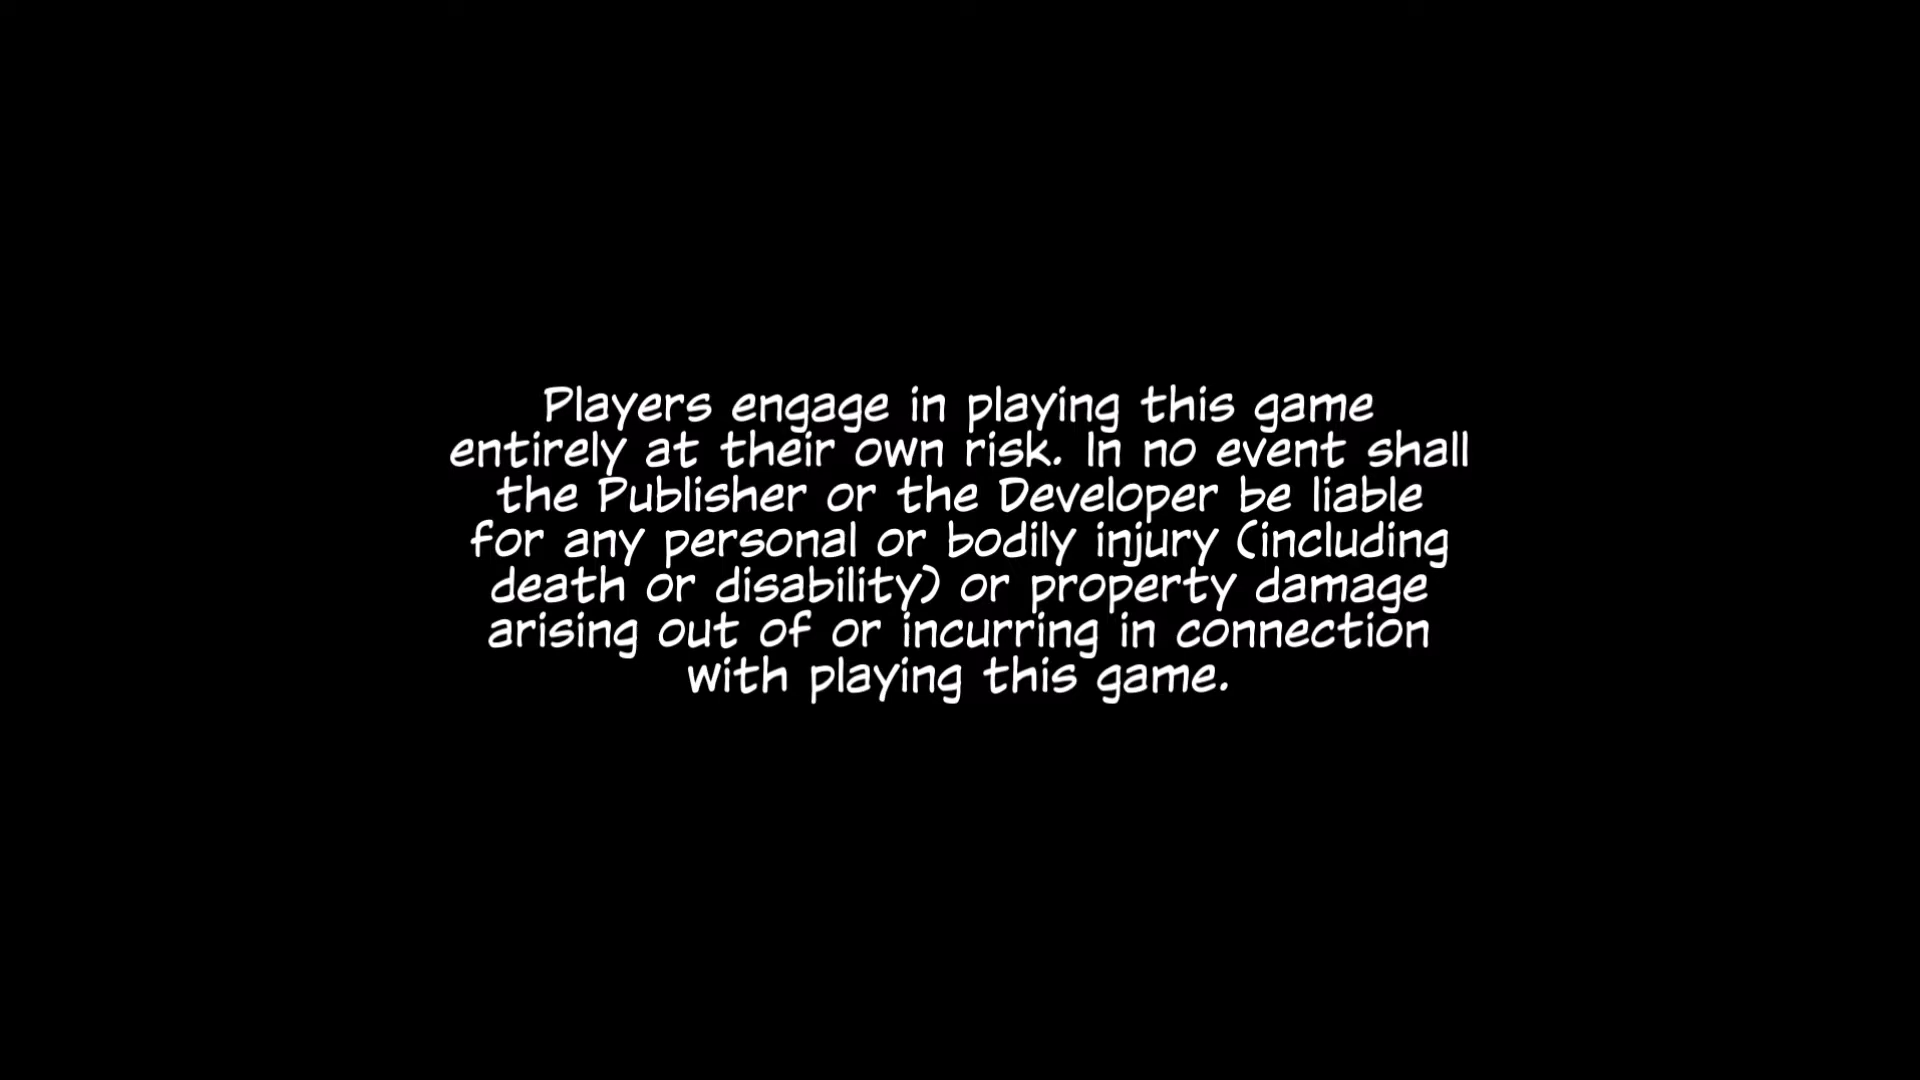 Players engage in playing this game
entirely at their own risk. In no event shall
the Publisher or the Developer be liable
for any personal or bodily injury (including
death or disability) or property damage
arising out of or incurring in connection
with playing this game.